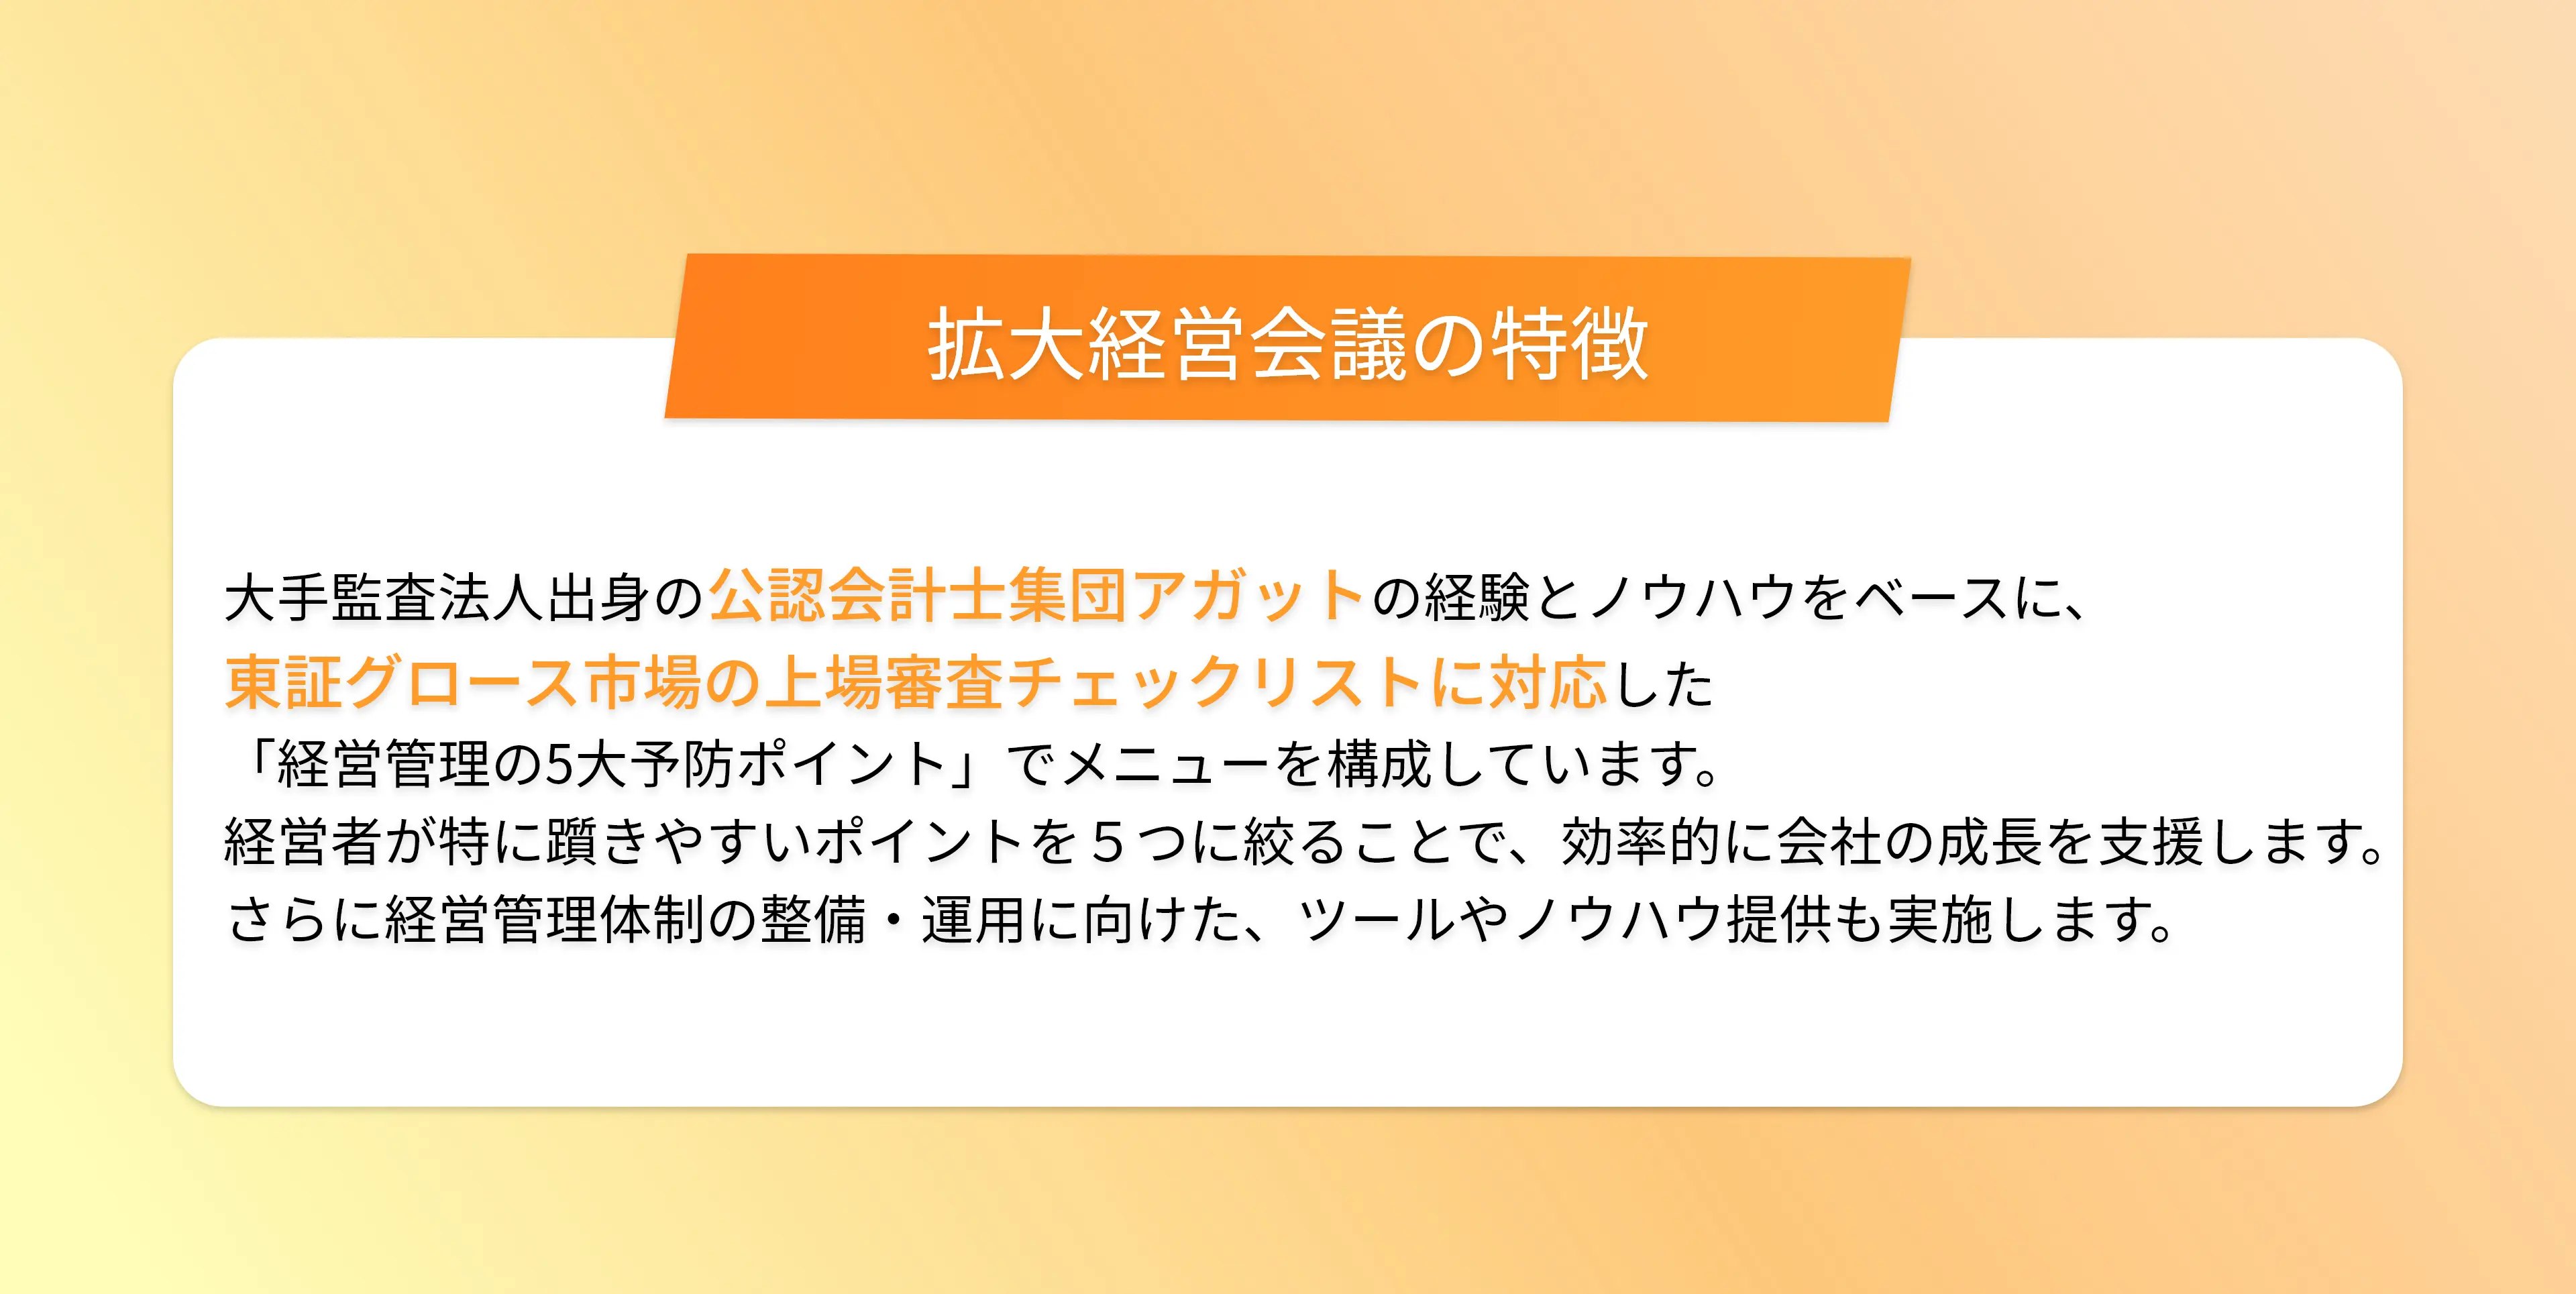 拡大経営会議の特徴
大手監査法人出身の公認会計士集団アガットの経験とノウハウをベースに、
東証グロース市場の上場審査チェックリストに対応した
「経営管理の5大予防ポイント」でメニューを構成しています。
経営者が特に躓きやすいポイントを５つに絞ることで、効率的に会社の成長を支援します。
さらに経営管理体制の整備・運用に向けた、ツールやノウハウ提供も実施します。